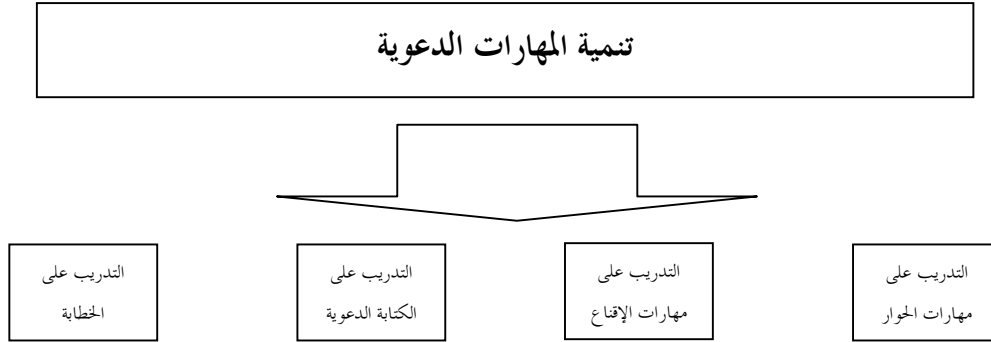 تنمية المهارات الدعوية
التدريب على
مهارات الحوار
التدريب على
مهارات الإقناع
التدريب على
الكتابة الدعوية
التدريب على
الخطابة